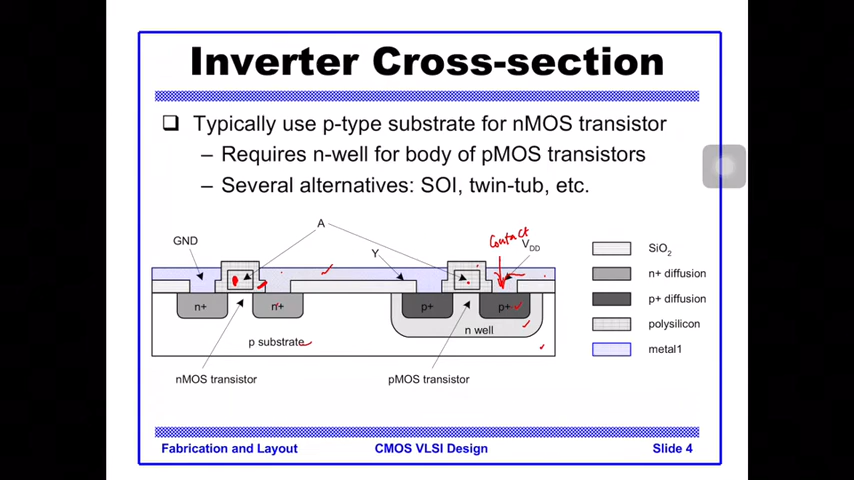 Inverter Cross-section
❑ Typically use p-type substrate for nMOS transistor
– Requires n-well for body of pMOS transistors
– Several alternatives: SOI, twin-tub, etc.
A
GND
Y
Contact
VDD
n+
n+
p+
p+
n well
p substrate
nMOS transistor
pMOS transistor
SiO2
n+ diffusion
p+ diffusion
polysilicon
metal1
Fabrication and Layout CMOS VLSI Design Slide 4